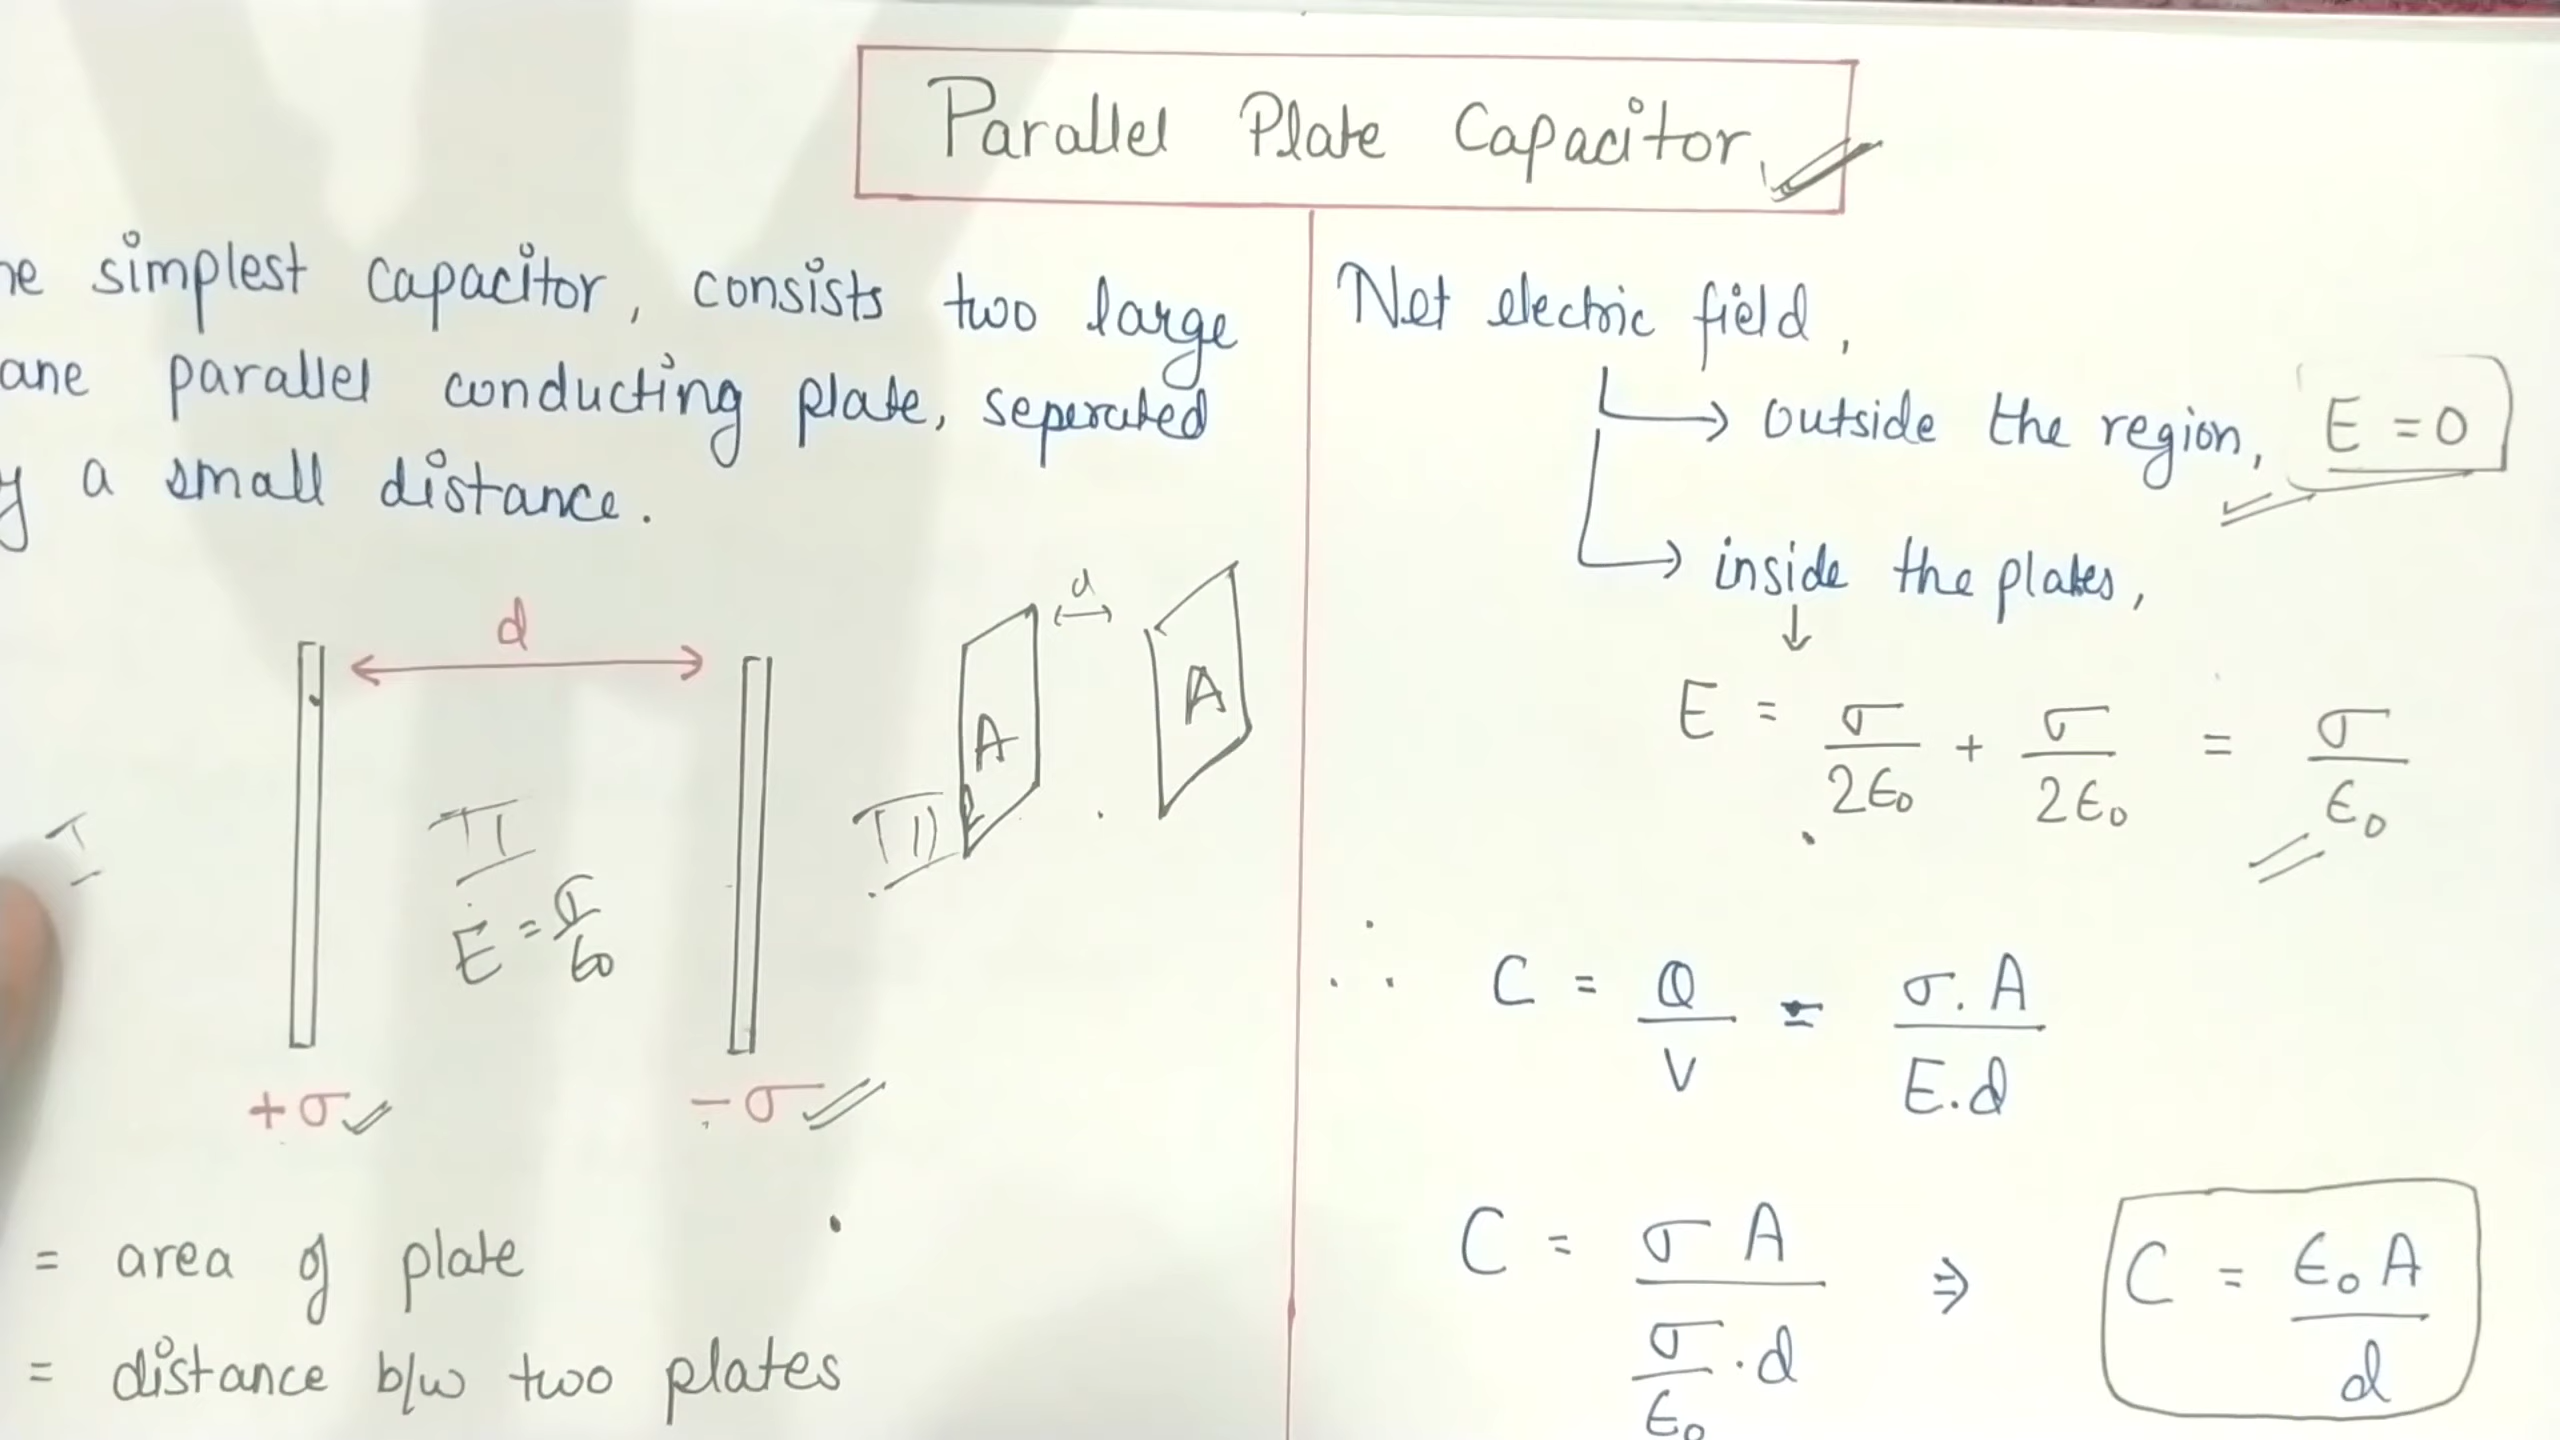 Parallel Plate Capacitor
simplest capacitor, consists two large
parallel conducting plate, seperated
a small distance.
d
d
A
A
I
II
III
E = σ/ϵ₀
+σ
-σ
= area of plate
= distance b/w two plates
Net electric field,
→ outside the region, E = 0
→ inside the plates,
↓
E = σ/2ϵ₀ + σ/2ϵ₀ = σ/ϵ₀
∴ C = Q/V = σ.A/E.d
C = σA/(σ/ϵ₀ · d) ⇒ C = ϵ₀A/d